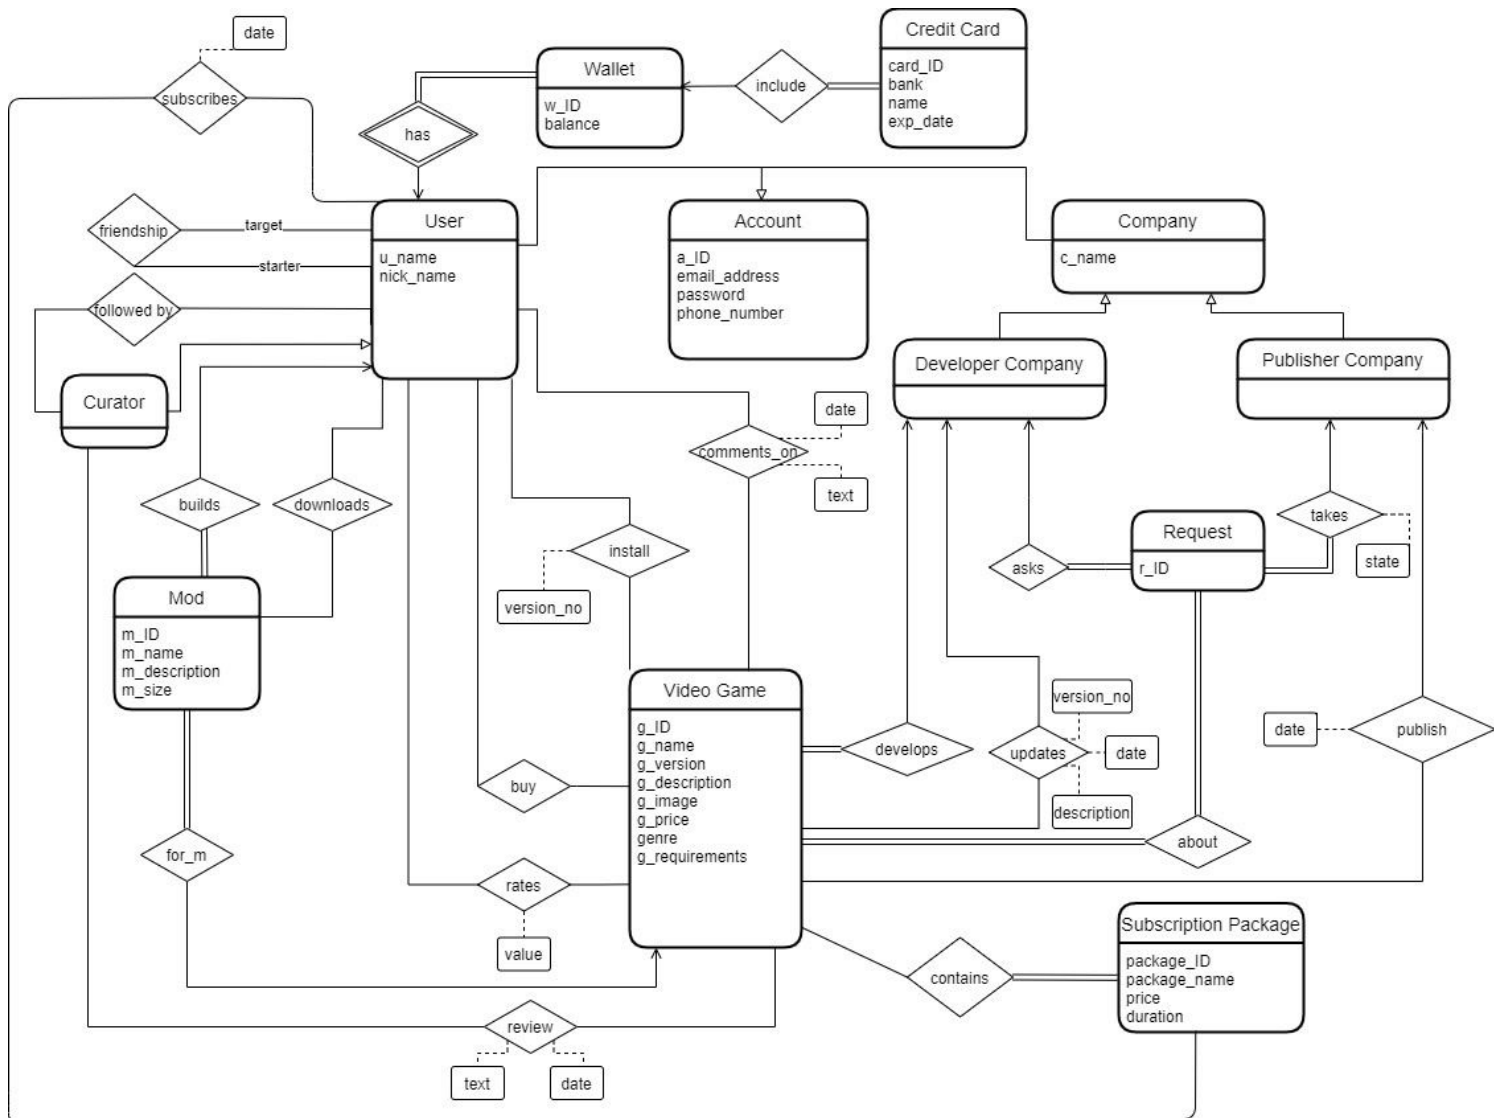 date
subscribes
Wallet
w_ID
balance
include
Credit Card
card_ID
bank
name
exp_date
has
friendship
target
starter
followed by
User
u_name
nick_name
Account
a_ID
email_address
password
phone_number
Company
c_name
Developer Company
Publisher Company
Curator
builds
downloads
comments_on
date
text
install
version_no
asks
Request
r_ID
takes
state
Mod
m_ID
m_name
m_description
m_size
Video Game
g_ID
g_name
g_version
g_description
g_image
g_price
genre
g_requirements
develops
updates
version_no
date
description
date
publish
buy
for_m
rates
value
about
contains
Subscription Package
package_ID
package_name
price
duration
review
text
date